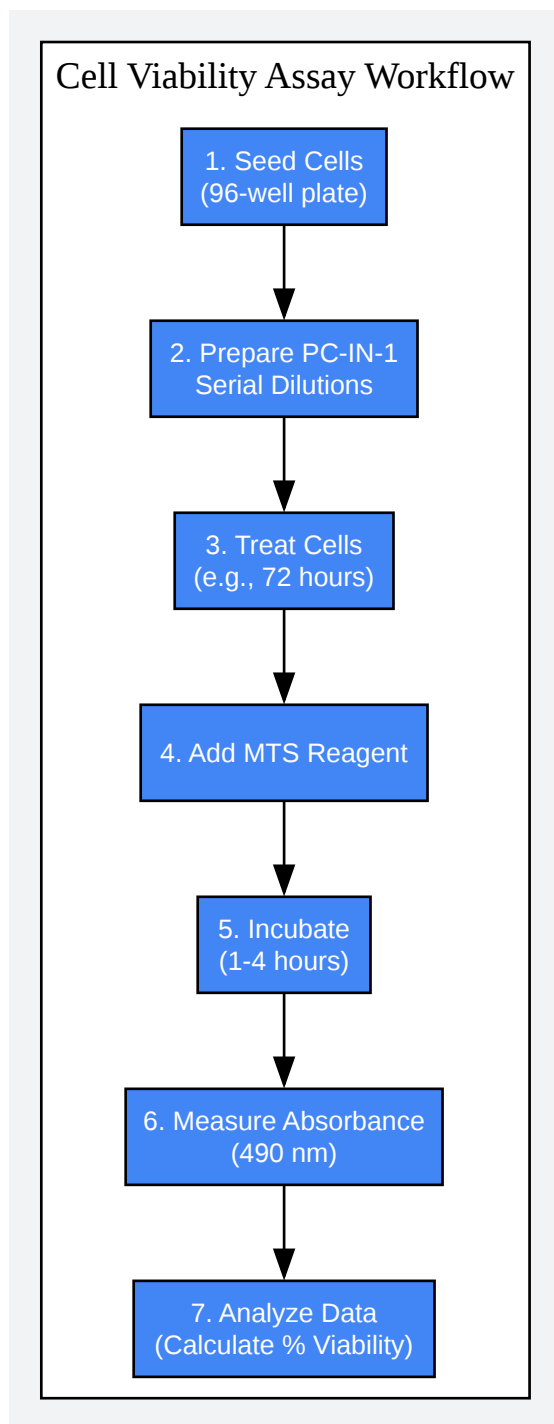 Cell Viability Assay Workflow
1. Seed Cells
(96-well plate)
2. Prepare PC-IN-1
Serial Dilutions
3. Treat Cells
(e.g., 72 hours)
4. Add MTS Reagent
5. Incubate
(1-4 hours)
6. Measure Absorbance
(490 nm)
7. Analyze Data
(Calculate % Viability)